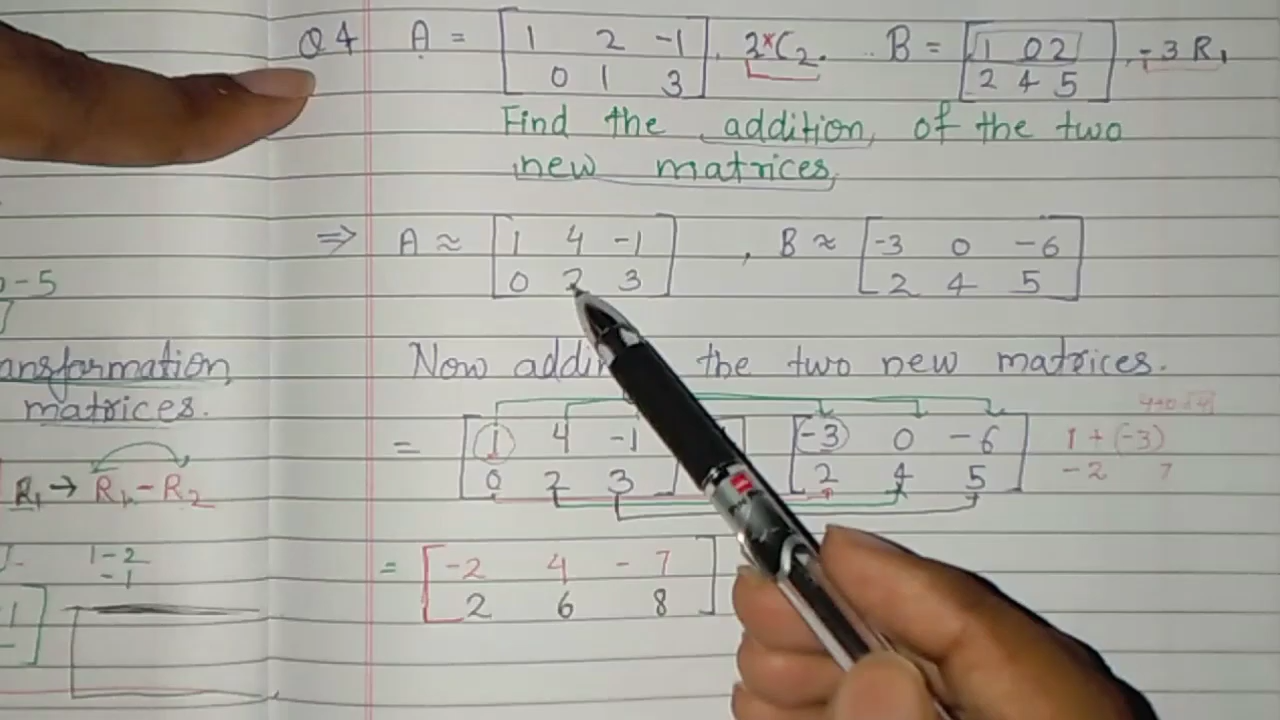 Q4 A = [ 1 2 -1 , 2*C₂. B = [ 1 0 2 , -3 R₁
0 1 3 ] 2 4 5 ]
Find the addition of the two
new matrices
⇒ A ≈ [ 1 4 -1 , B ≈ [ -3 0 -6
0 2 3 ] 2 4 5 ]
Now addin the two new matrices.
= [ 1 4 -1 [ -3 0 -6 1 + (-3)
0 2 3 ] 2 4 5 ] -2 7
= [ -2 4 -7
2 6 8 ]
-5
ansformation
matrices.
R₁ → R₁ - R₂
1-2
-1